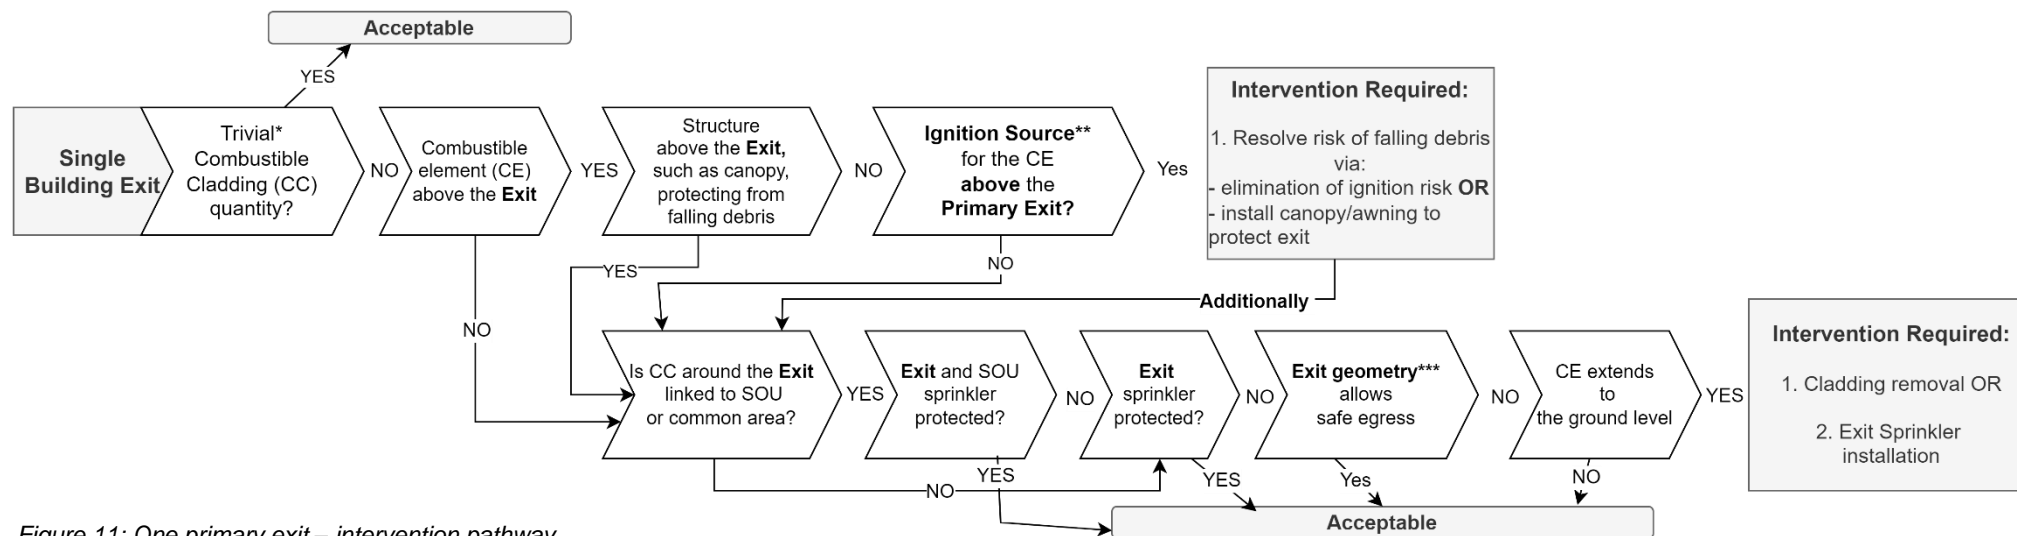 Acceptable
YES
Single
Building Exit
Trivial*
Combustible
Cladding (CC)
quantity?
NO
Combustible
element (CE)
above the Exit
YES
Structure
above the Exit,
such as canopy,
protecting from
falling debris
NO
Ignition Source**
for the CE
above the
Primary Exit?
Yes
Intervention Required:
1. Resolve risk of falling debris
via:
- elimination of ignition risk OR
- install canopy/awning to
protect exit
YES
NO
Additionally
NO
Is CC around the Exit
linked to SOU
or common area?
YES
Exit and SOU
sprinkler
protected?
NO
Exit
sprinkler
protected?
NO
Exit geometry***
allows
safe egress
NO
CE extends
to
the ground level
YES
Intervention Required:
1. Cladding removal OR
2. Exit Sprinkler
installation
NO
YES
YES
Yes
NO
Acceptable
Figure 11: One primary exit – intervention pathway